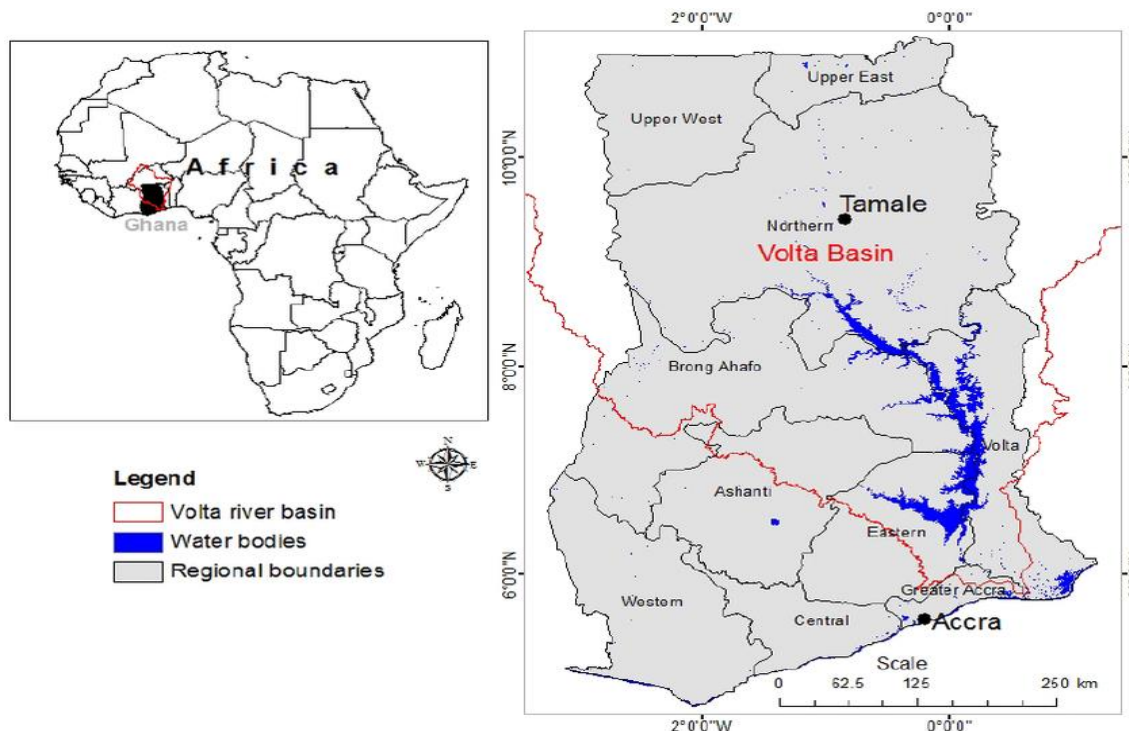 A f r i c a
Ghana
N
W E
S
Legend
Volta river basin
Water bodies
Regional boundaries
2°0'0"W 0°0'0"
10°0'0"N
8°0'0"N
6°0'0"N
Upper East
Upper West
Tamale
Northern
Volta Basin
Brong Ahafo
Volta
Ashanti
Eastern
Western
Greater Accra
Central
Accra
Scale
0 62.5 125 250 km
2°0'0"W 0°0'0"